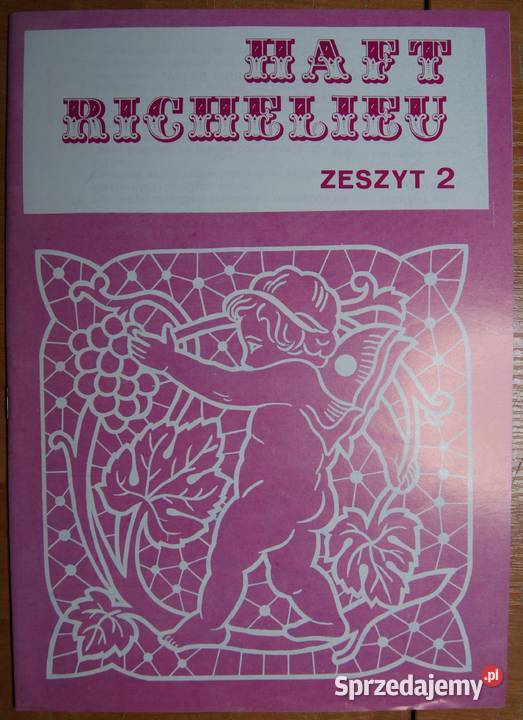 HAFT
RICHELIEU
ZESZYT 2
Sprzedajemy.pl